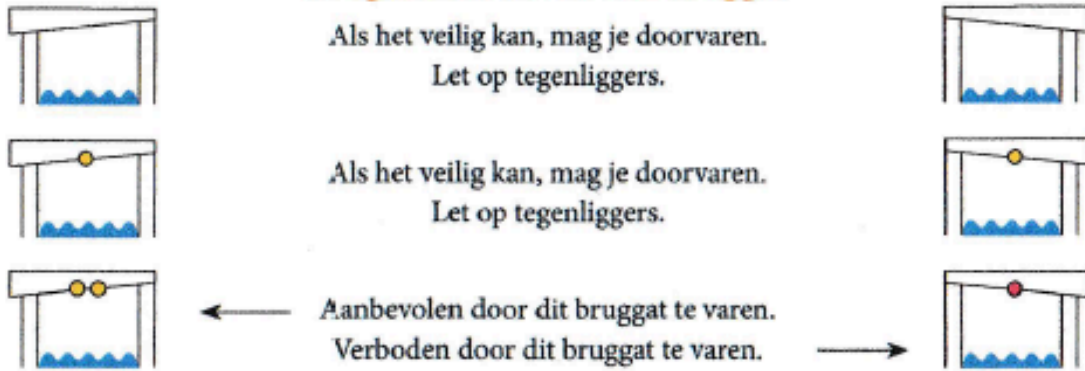 Als het veilig kan, mag je doorvaren.
Let op tegenliggers.
Als het veilig kan, mag je doorvaren.
Let op tegenliggers.
Aanbevolen door dit bruggat te varen.
Verboden door dit bruggat te varen.